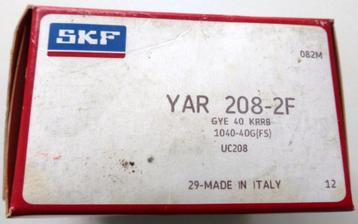 SKF
082M
YAR 208-2F
GYE 40 KRRB
1040-40G(FS)
UC208
29-MADE IN ITALY 12